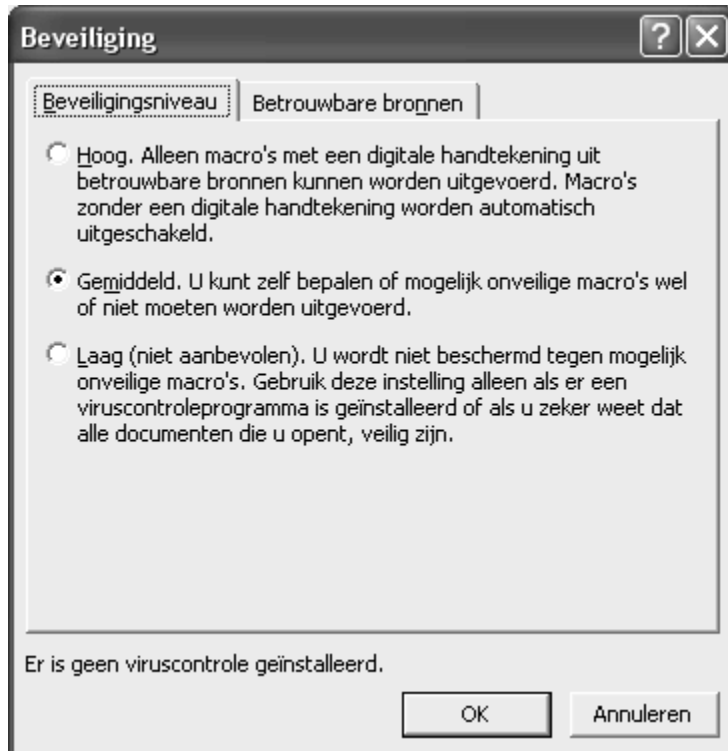 Beveiliging
Beveiligingsniveau
Betrouwbare bronnen
Hoog. Alleen macro's met een digitale handtekening uit
betrouwbare bronnen kunnen worden uitgevoerd. Macro's
zonder een digitale handtekening worden automatisch
uitgeschakeld.
Gemiddeld. U kunt zelf bepalen of mogelijk onveilige macro's wel
of niet moeten worden uitgevoerd.
Laag (niet aanbevolen). U wordt niet beschermd tegen mogelijk
onveilige macro's. Gebruik deze instelling alleen als er een
viruscontroleprogramma is geïnstalleerd of als u zeker weet dat
alle documenten die u opent, veilig zijn.
Er is geen viruscontrole geïnstalleerd.
OK
Annuleren